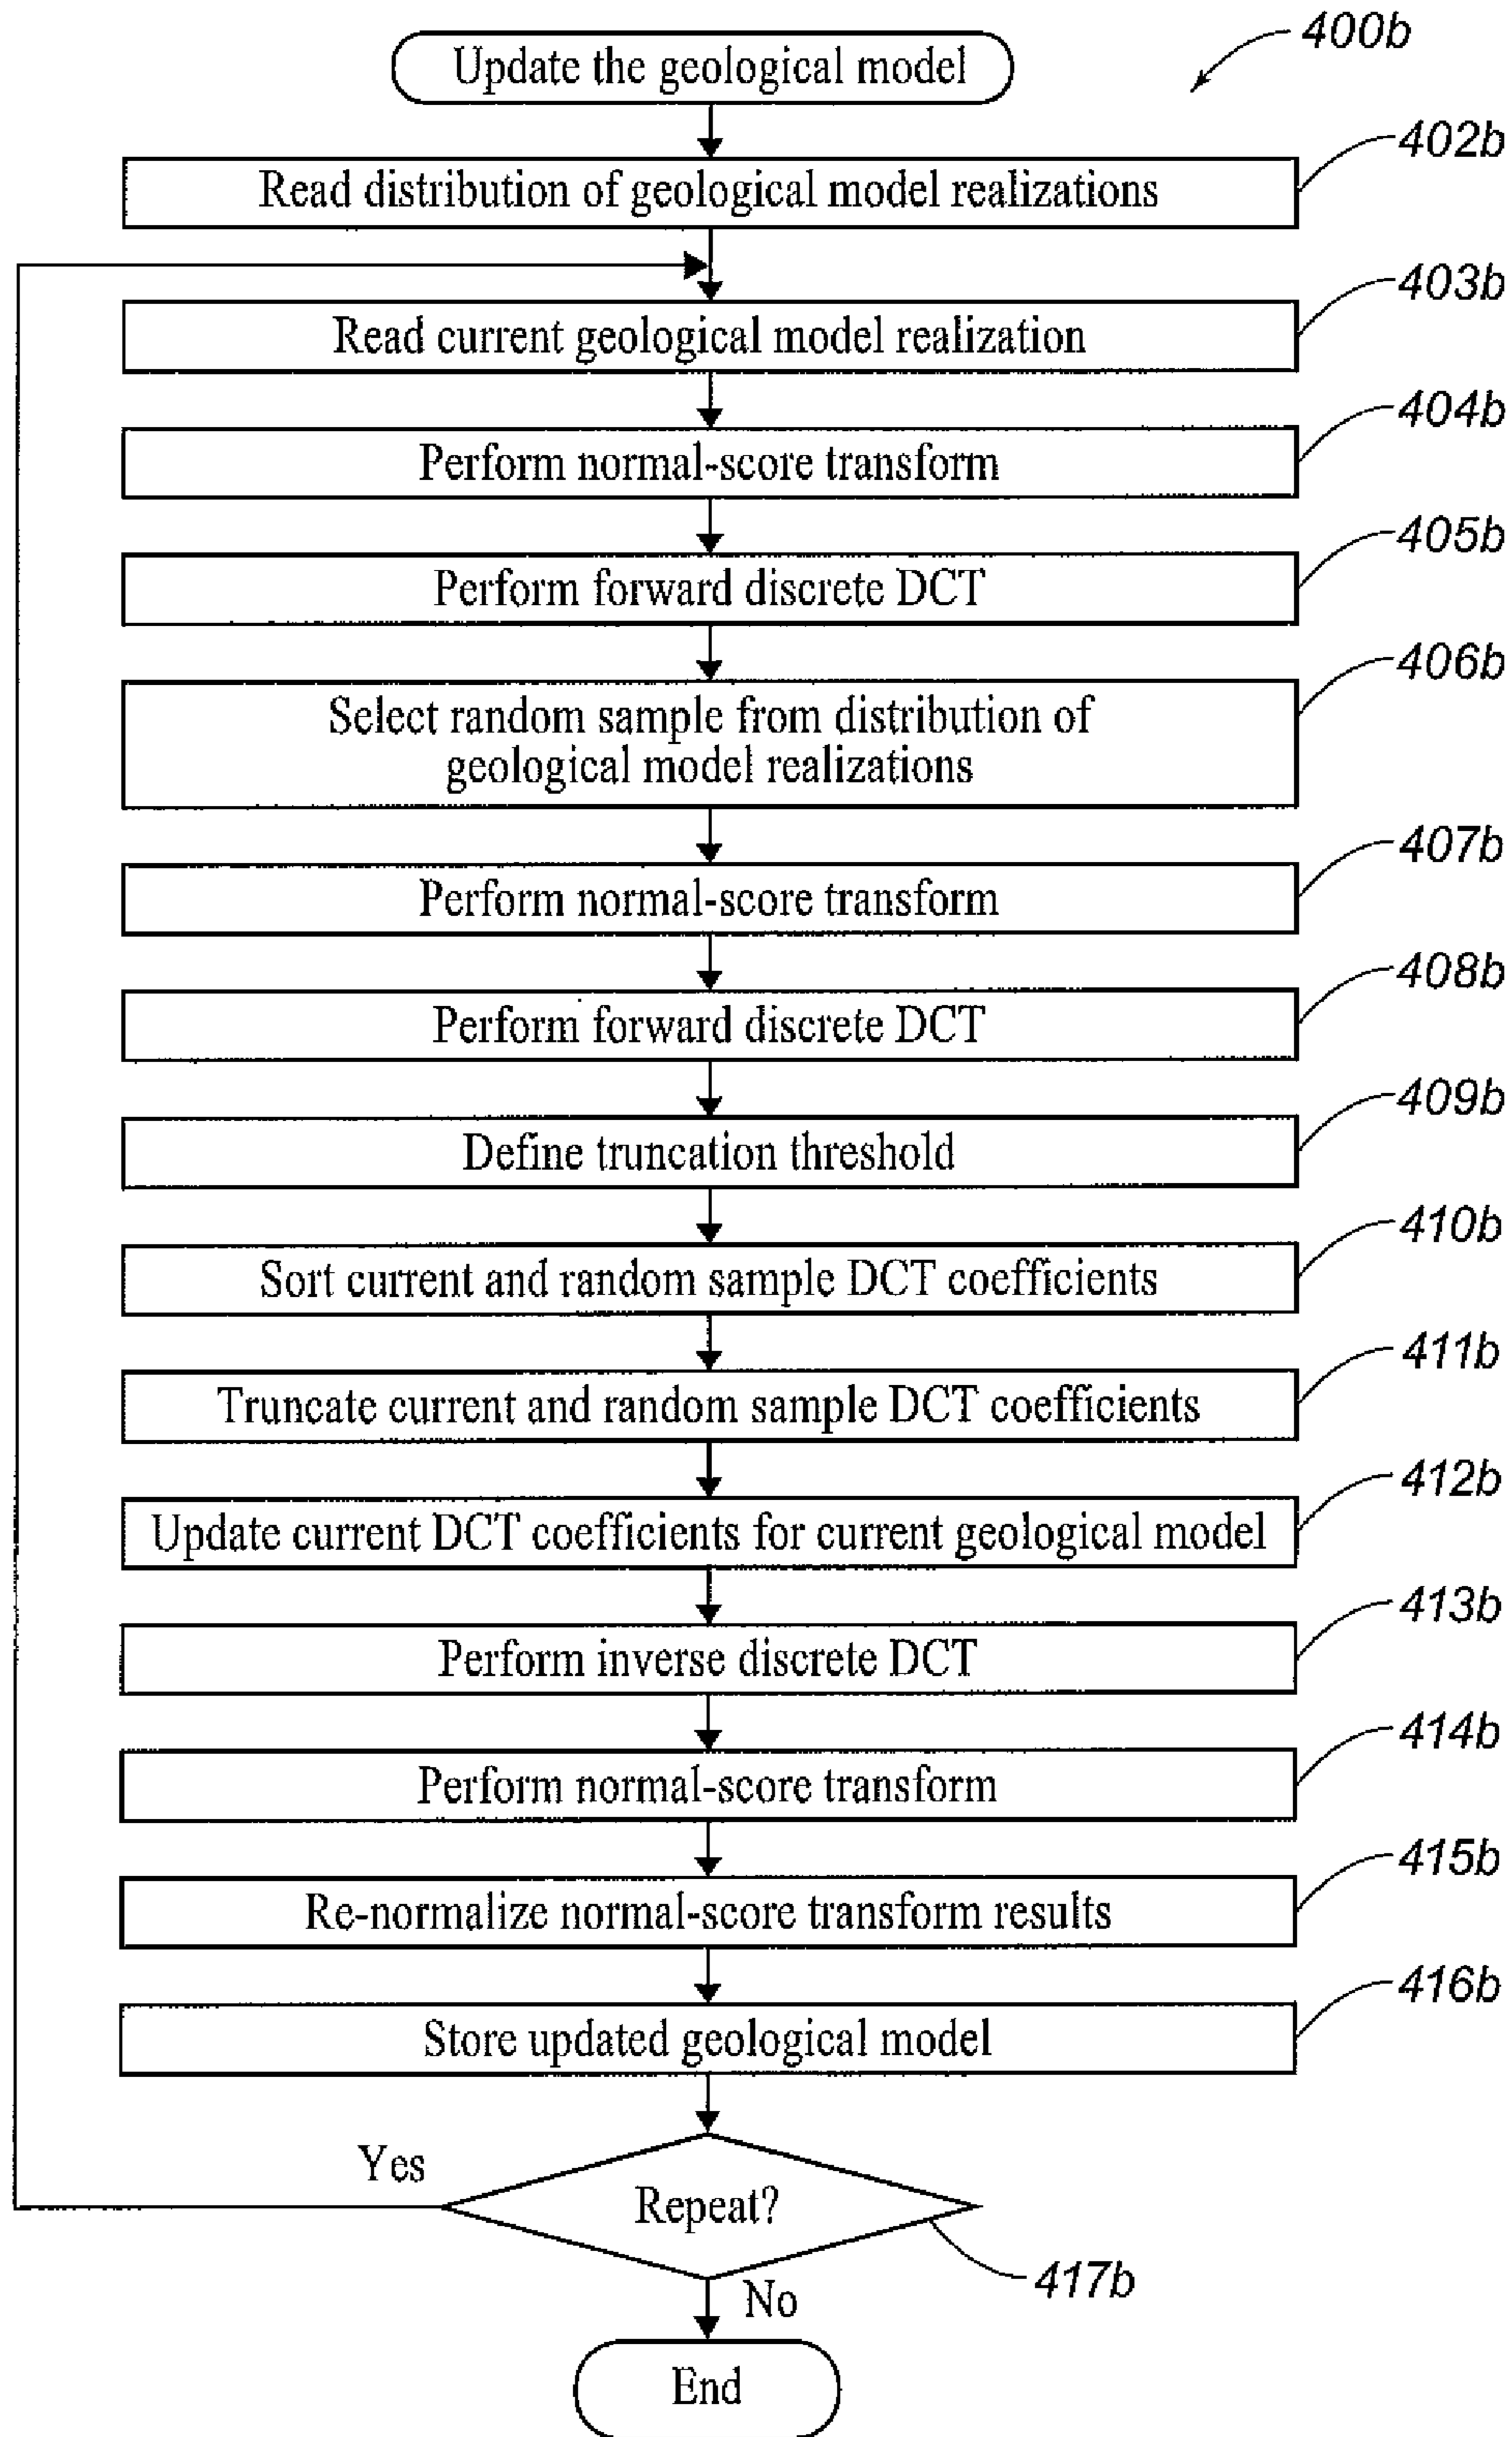 400b
Update the geological model
402b
Read distribution of geological model realizations
403b
Read current geological model realization
404b
Perform normal-score transform
405b
Perform forward discrete DCT
406b
Select random sample from distribution of
geological model realizations
407b
Perform normal-score transform
408b
Perform forward discrete DCT
409b
Define truncation threshold
410b
Sort current and random sample DCT coefficients
411b
Truncate current and random sample DCT coefficients
412b
Update current DCT coefficients for current geological model
413b
Perform inverse discrete DCT
414b
Perform normal-score transform
415b
Re-normalize normal-score transform results
416b
Store updated geological model
Yes
Repeat?
417b
No
End